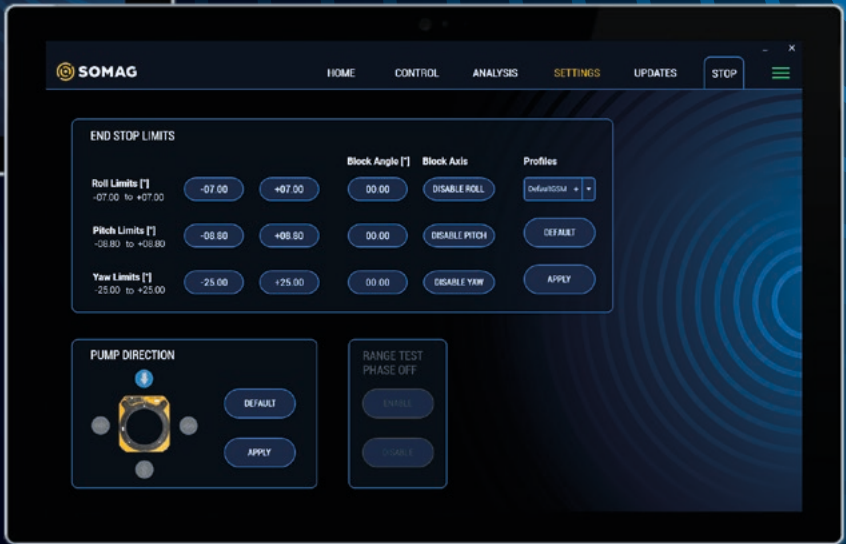 SOMAG
HOME CONTROL ANALYSIS SETTINGS UPDATES STOP
END STOP LIMITS
Block Angle [°] Block Axis Profiles
Roll Limits [°]
-07.00 to +07.00
-07.00 +07.00 00.00 DISABLE ROLL DefaultGSM +
Pitch Limits [°]
-08.80 to +08.80
-08.80 +08.80 00.00 DISABLE PITCH DEFAULT
Yaw Limits [°]
-25.00 to +25.00
-25.00 +25.00 00.00 DISABLE YAW APPLY
PUMP DIRECTION
DEFAULT
APPLY
RANGE TEST
PHASE OFF
ENABLE
DISABLE